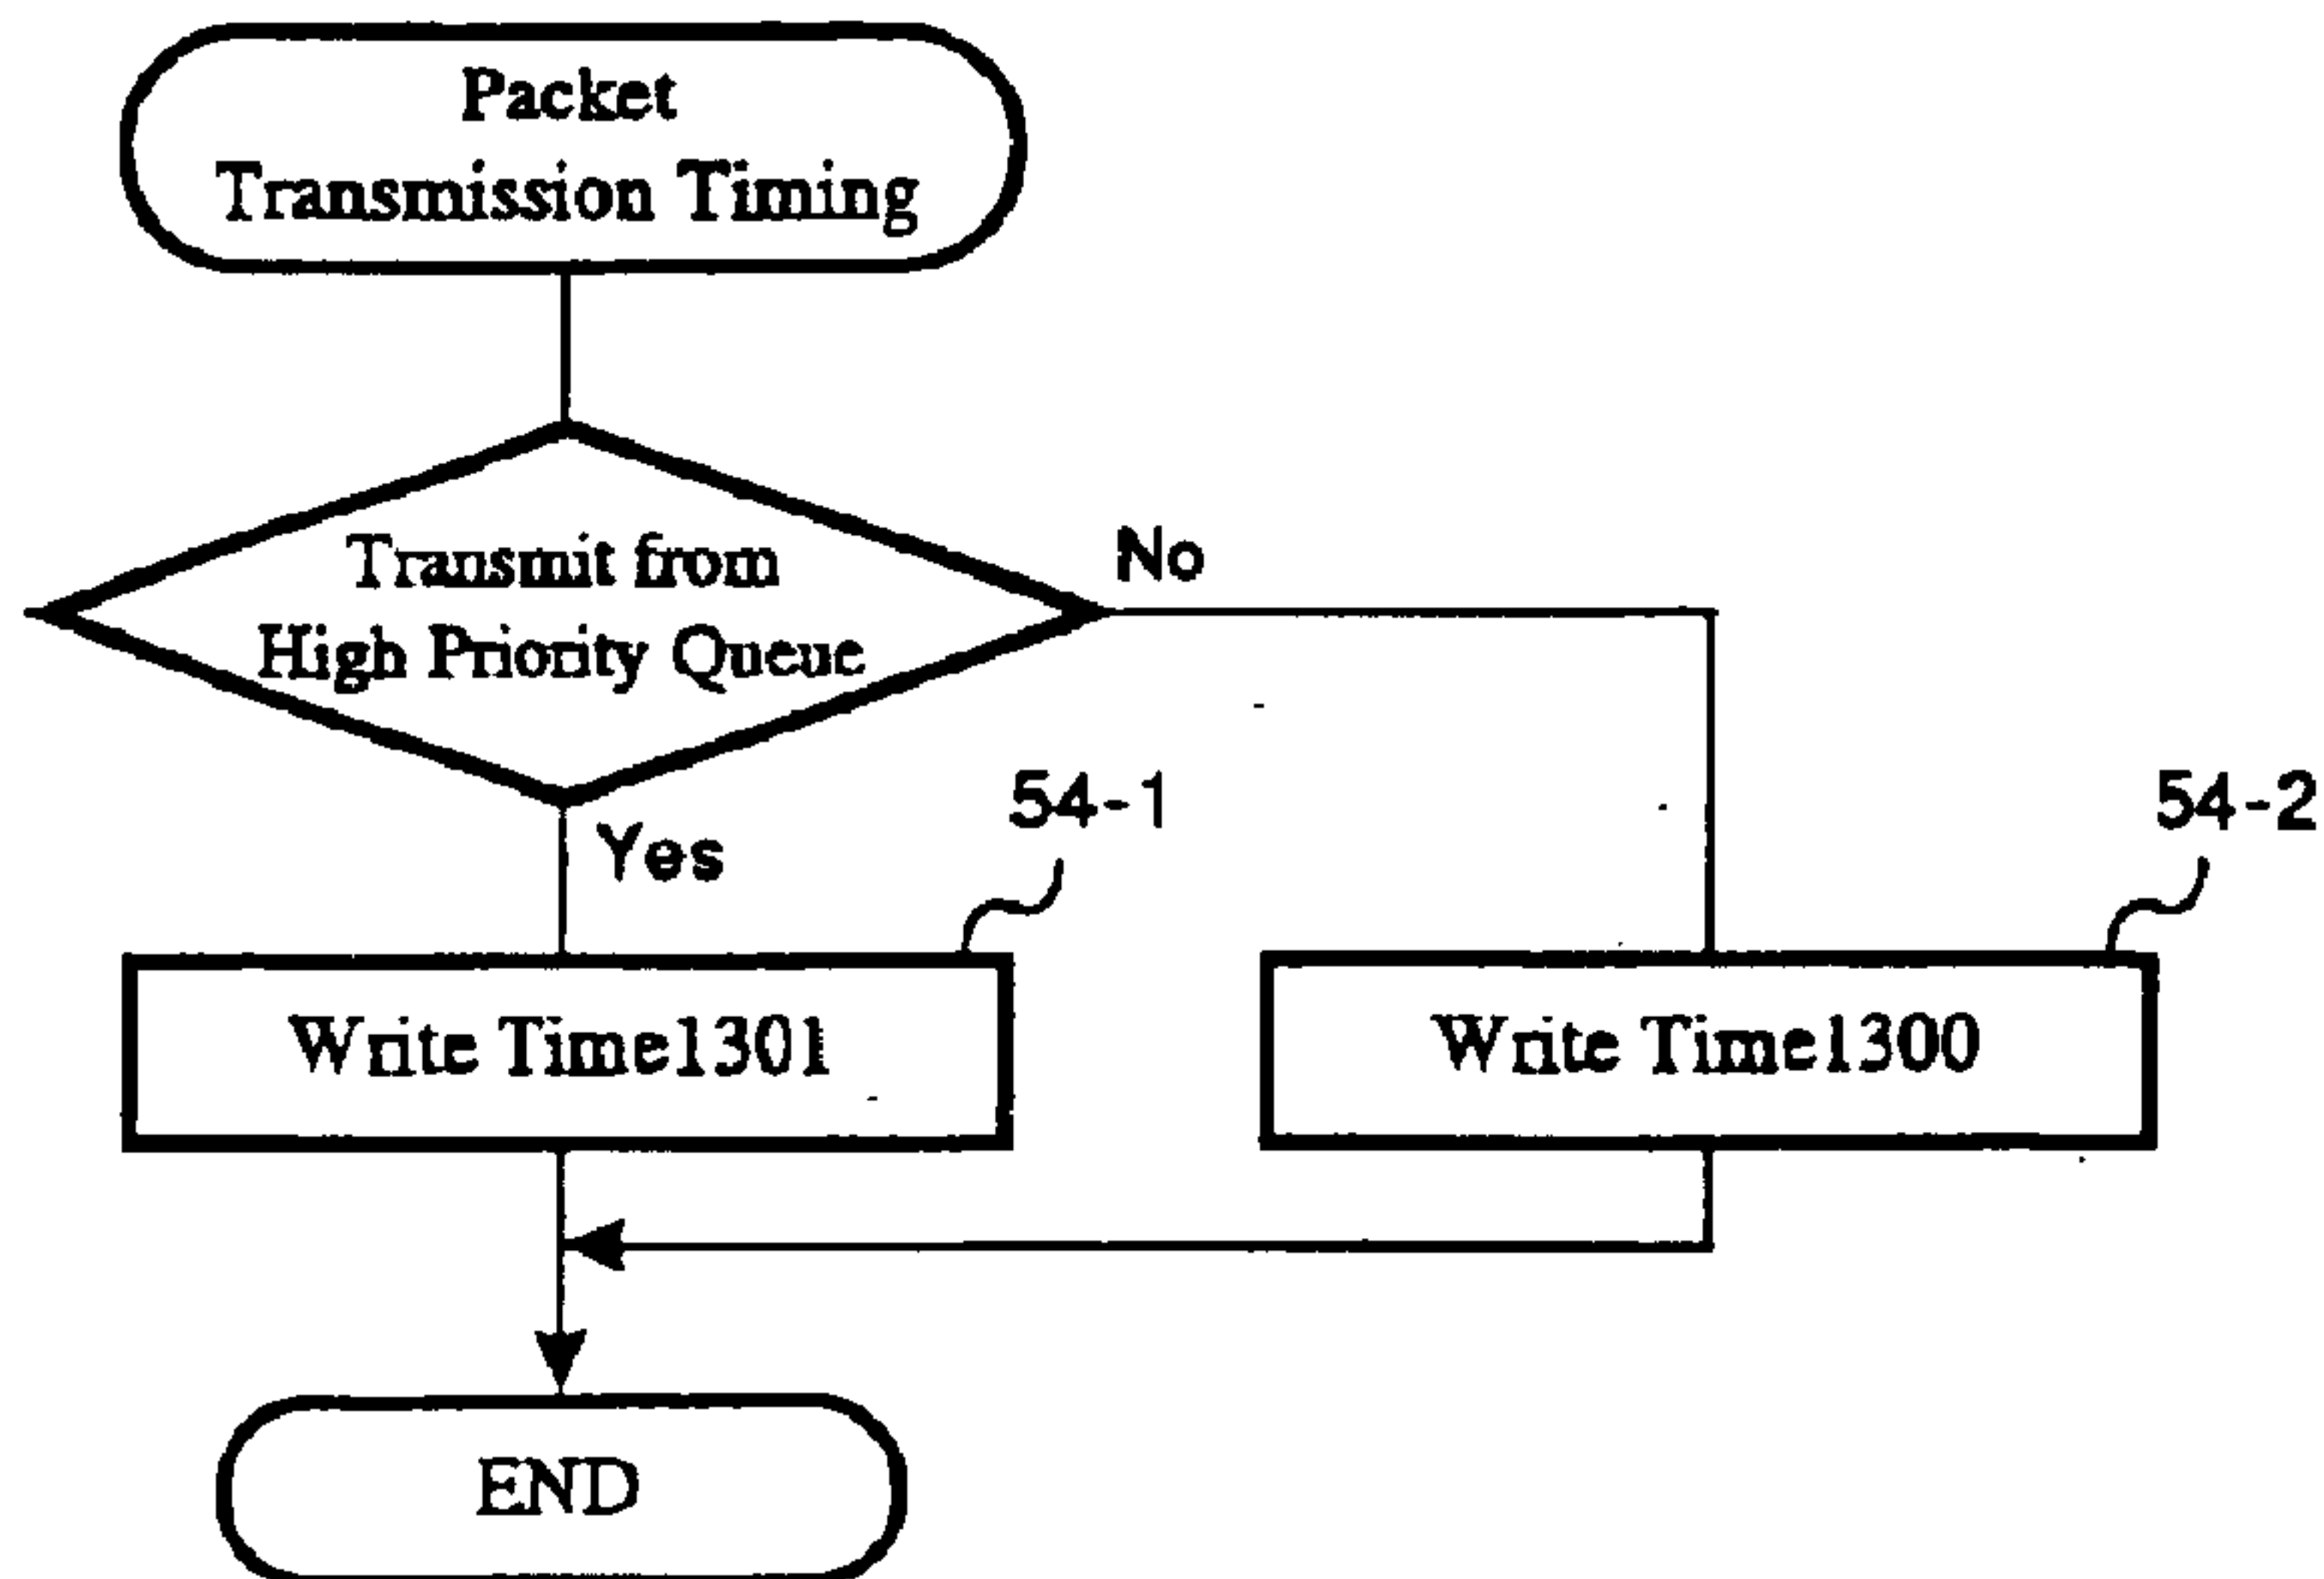 Packet
Transmission Timing
Transmit from
High Priority Queue
No
Yes
54-1
54-2
Write Time1301
Write Time1300
END